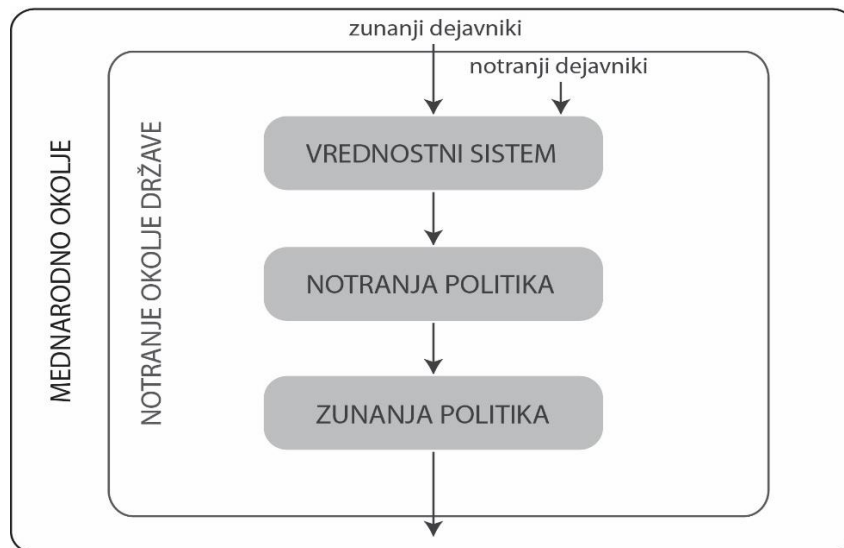 zunanji dejavniki
notranji dejavniki
MEDNARODNO OKOLJE
NOTRANJE OKOLJE DRŽAVE
VREDNOSTNI SISTEM
NOTRANJA POLITIKA
ZUNANJA POLITIKA